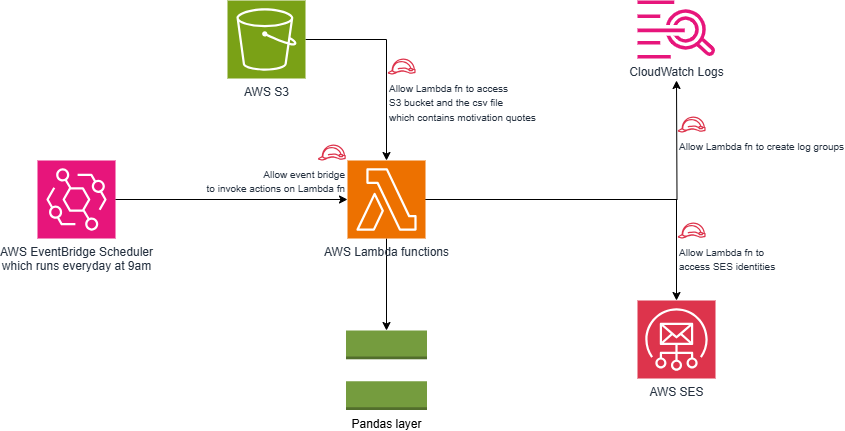 CloudWatch Logs
AWS S3
Allow Lambda fn to access
S3 bucket and the csv file
which contains motivation quotes
Allow Lambda fn to create log groups
Allow event bridge
to invoke actions on Lambda fn
AWS EventBridge Scheduler
which runs everyday at 9am
AWS Lambda functions
Allow Lambda fn to
access SES identities
AWS SES
Pandas layer